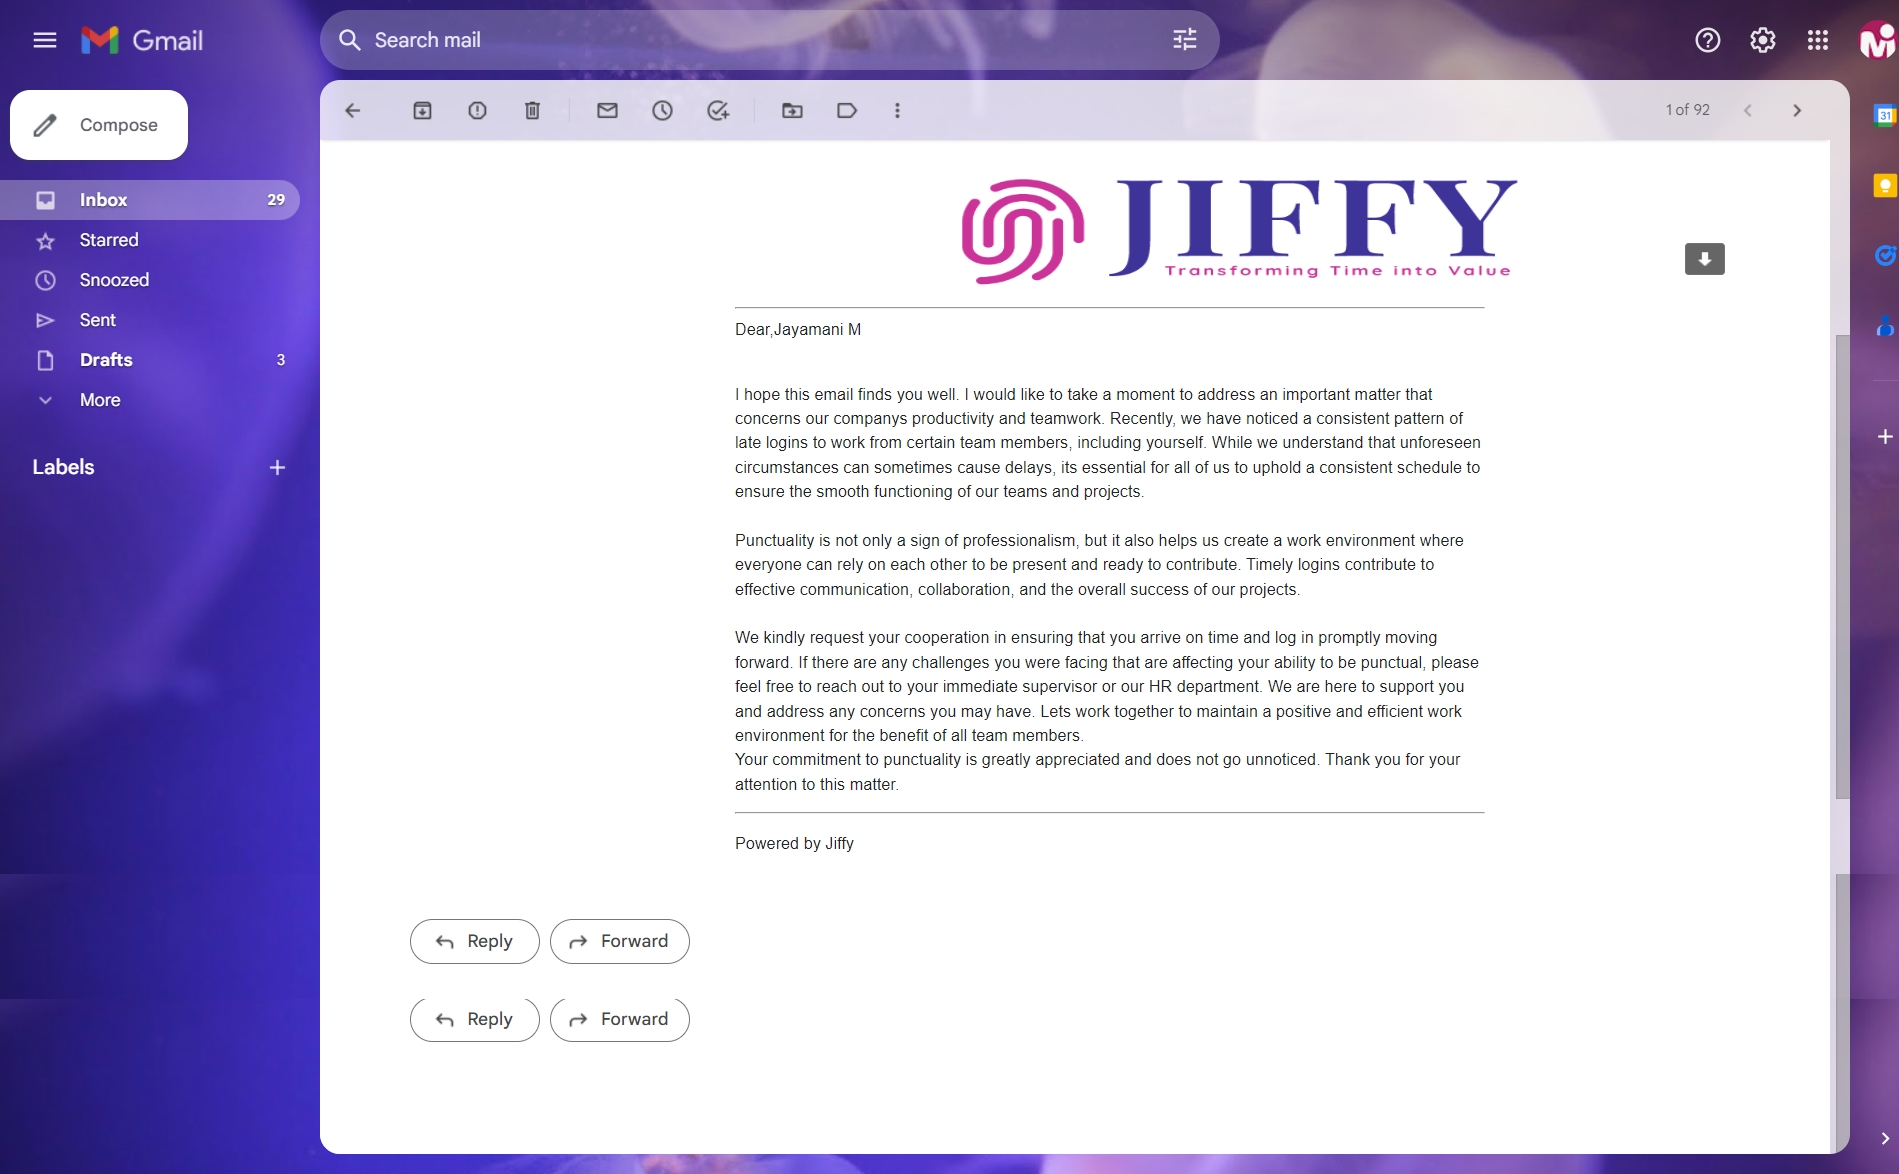 Gmail
Search mail
Compose
1 of 92
Inbox 29
Starred
Snoozed
Sent
Drafts 3
More
Labels
31
JIFFY
Transforming Time into Value
Dear,Jayamani M
I hope this email finds you well. I would like to take a moment to address an important matter that
concerns our companys productivity and teamwork. Recently, we have noticed a consistent pattern of
late logins to work from certain team members, including yourself. While we understand that unforeseen
circumstances can sometimes cause delays, its essential for all of us to uphold a consistent schedule to
ensure the smooth functioning of our teams and projects.
Punctuality is not only a sign of professionalism, but it also helps us create a work environment where
everyone can rely on each other to be present and ready to contribute. Timely logins contribute to
effective communication, collaboration, and the overall success of our projects.
We kindly request your cooperation in ensuring that you arrive on time and log in promptly moving
forward. If there are any challenges you were facing that are affecting your ability to be punctual, please
feel free to reach out to your immediate supervisor or our HR department. We are here to support you
and address any concerns you may have. Lets work together to maintain a positive and efficient work
environment for the benefit of all team members.
Your commitment to punctuality is greatly appreciated and does not go unnoticed. Thank you for your
attention to this matter.
Powered by Jiffy
Reply Forward
Reply Forward